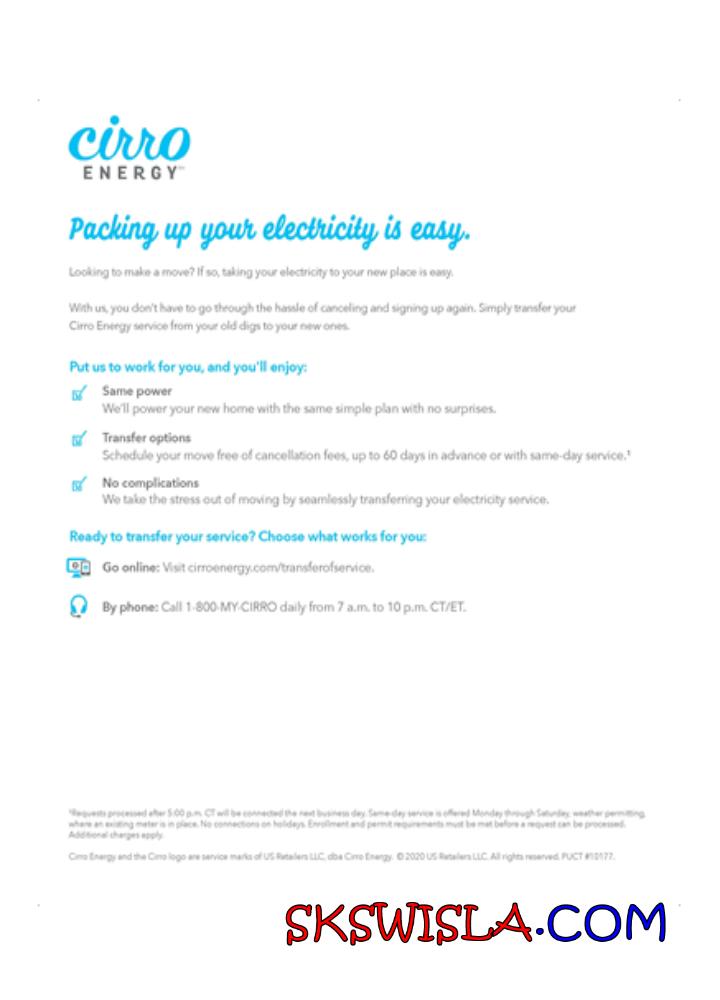 cirro
ENERGY℠
Packing up your electricity is easy.
Looking to make a move? If so, taking your electricity to your new place is easy.
With us, you don't have to go through the hassle of canceling and signing up again. Simply transfer your
Cirro Energy service from your old digs to your new ones.
Put us to work for you, and you'll enjoy:
Same power
We'll power your new home with the same simple plan with no surprises.
Transfer options
Schedule your move free of cancellation fees, up to 60 days in advance or with same-day service.¹
No complications
We take the stress out of moving by seamlessly transferring your electricity service.
Ready to transfer your service? Choose what works for you:
Go online: Visit cirroenergy.com/transferofservice.
By phone: Call 1-800-MY-CIRRO daily from 7 a.m. to 10 p.m. CT/ET.
¹Requests processed after 5:00 p.m. CT will be connected the next business day. Same-day service is offered Monday through Saturday, weather permitting,
where an existing meter is in place. No connections on holidays. Enrollment and permit requirements must be met before a request can be processed.
Additional charges apply.
Cirro Energy and the Cirro logo are service marks of US Retailers LLC, dba Cirro Energy. © 2020 US Retailers LLC. All rights reserved. PUCT #10177.
SKSWISLA.COM